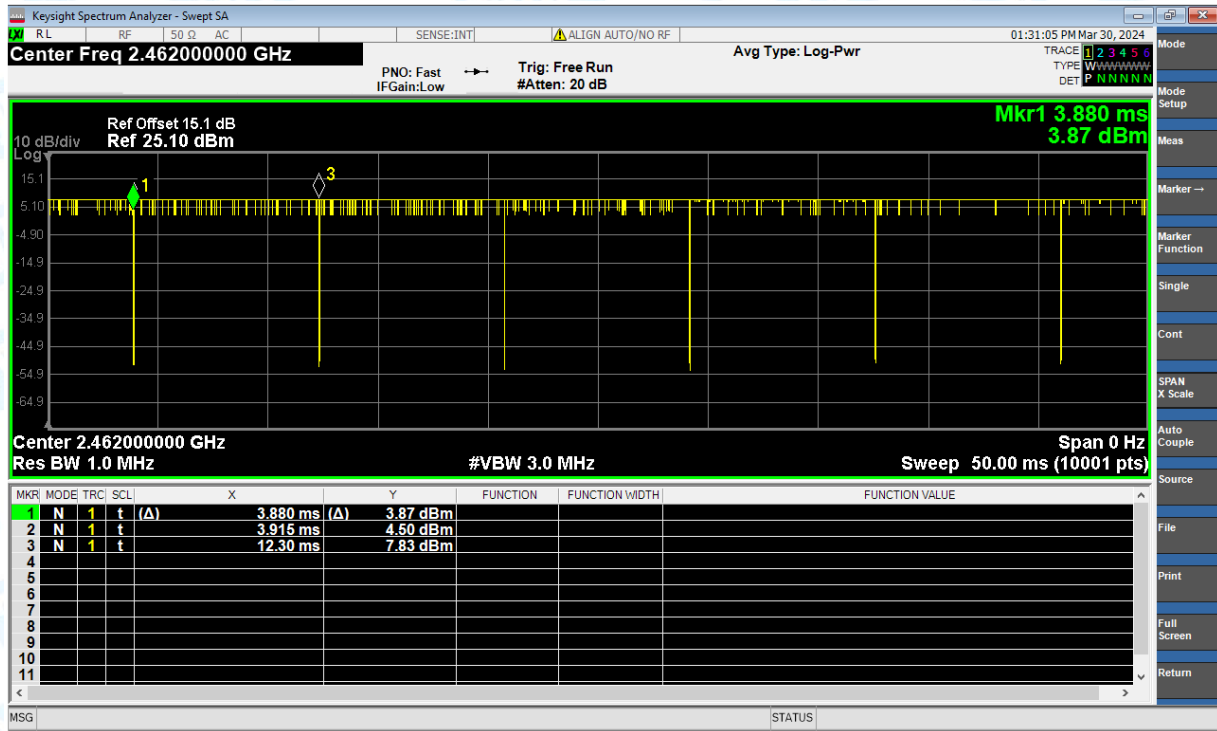 Keysight Spectrum Analyzer - Swept SA
LXI RL RF 50 Ω AC SENSE:INT ALIGN AUTO/NO RF 01:31:05 PM Mar 30, 2024
Center Freq 2.462000000 GHz
PNO: Fast
IFGain:Low
Trig: Free Run
#Atten: 20 dB
Avg Type: Log-Pwr
TRACE 1 2 3 4 5 6
TYPE WWWWWW
DET P N N N N N
Mkr1 3.880 ms
3.87 dBm
Ref Offset 15.1 dB
10 dB/div Ref 25.10 dBm
Log
15.1
5.10
-4.90
-14.9
-24.9
-34.9
-44.9
-54.9
-64.9
1
3
Center 2.462000000 GHz Span 0 Hz
Res BW 1.0 MHz #VBW 3.0 MHz Sweep 50.00 ms (10001 pts)
MKR MODE TRC SCL X Y FUNCTION FUNCTION WIDTH FUNCTION VALUE
1 N 1 t (Δ) 3.880 ms (Δ) 3.87 dBm
2 N 1 t 3.915 ms 4.50 dBm
3 N 1 t 12.30 ms 7.83 dBm
4
5
6
7
8
9
10
11
MSG STATUS
Mode
Mode
Setup
Meas
Marker →
Marker
Function
Single
Cont
SPAN
X Scale
Auto
Couple
Source
File
Print
Full
Screen
Return